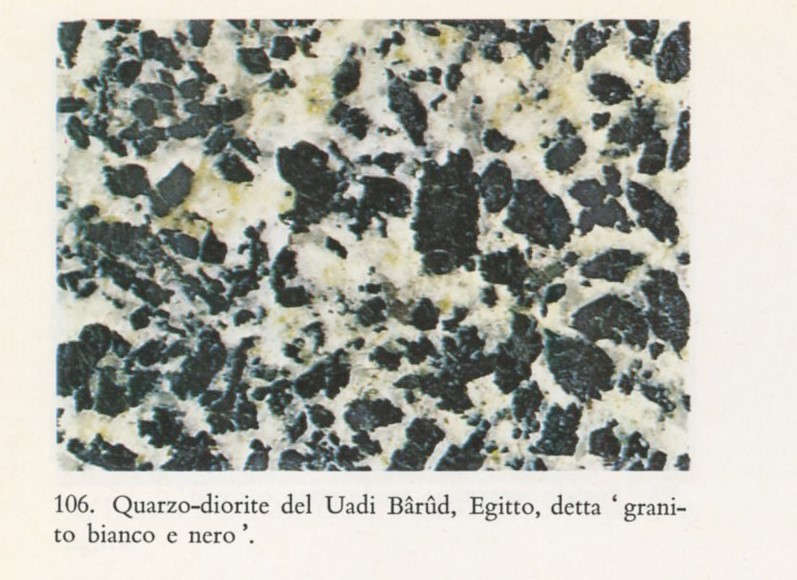 106. Quarzo-diorite del Uadi Bârûd, Egitto, detta ‘ grani-
to bianco e nero ’.